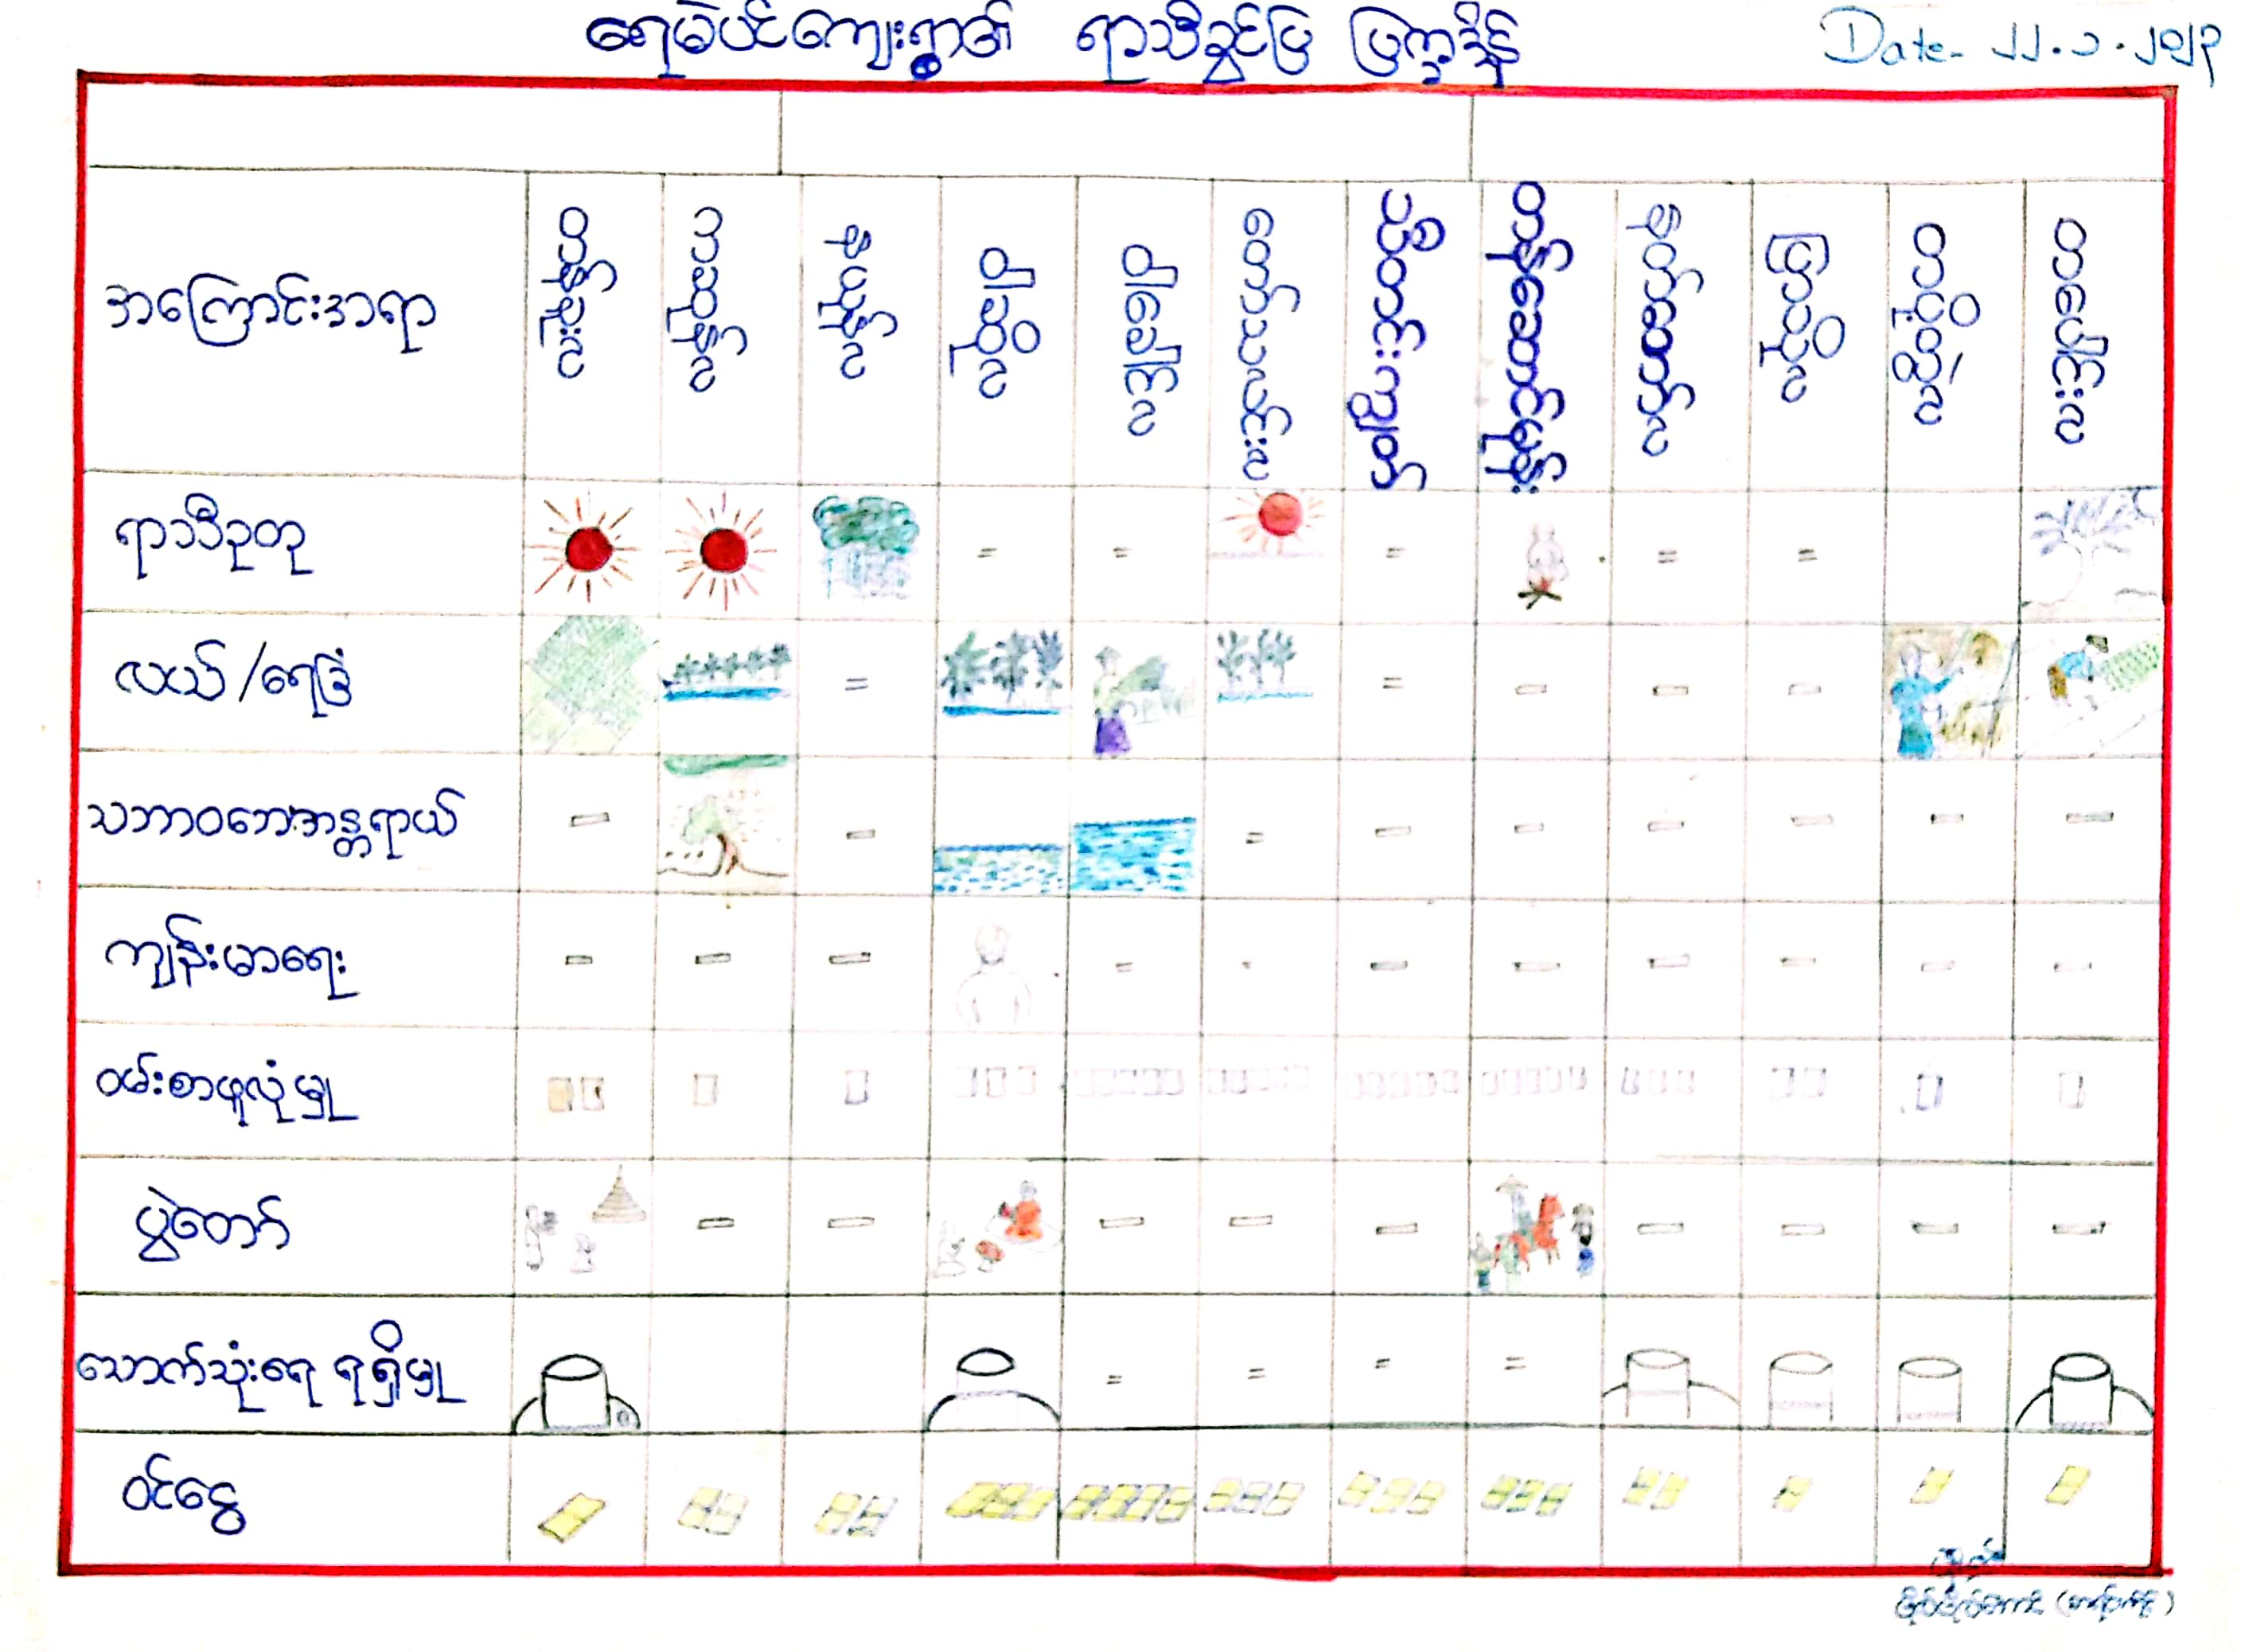 ရေမဲပင်ကျေးရွာ၏ ရာသီခွင်ပြ ပြက္ခဒိန် Date- ၂၂.၁.၂၀၂၃
အကြောင်းအရာ
တန်ခူးလ
ကဆုန်လ
နယုန်လ
ဝါဆိုလ
ဝါခေါင်လ
တော်သလင်းလ
သီတင်းကျွတ်
တန်ဆောင်မုန်း
နတ်တော်လ
ပြာသိုလ
တပို့တွဲလ
တပေါင်းလ
ရာသီဥတု
လယ်/ရေခြံ
သဘာဝဘေးအန္တရာယ်
ကျန်းမာရေး
ဝမ်းစာဖူလုံမှု
ပွဲတော်
သောက်သုံးရေ ရရှိမှု
ဝင်ငွေ